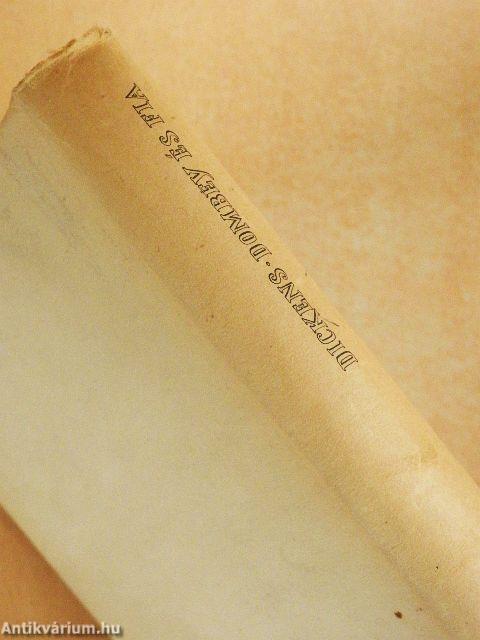 DICKENS · DOMBEY ÉS FIA
Antikvárium.hu